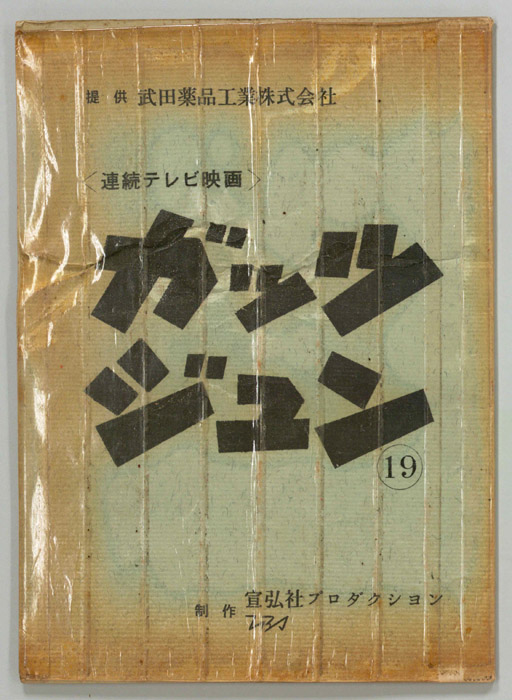 提供 武田薬品工業株式会社
〈連続テレビ映画〉
ガッツ
ジュン
19
制作 宣弘社プロダクション
TBS